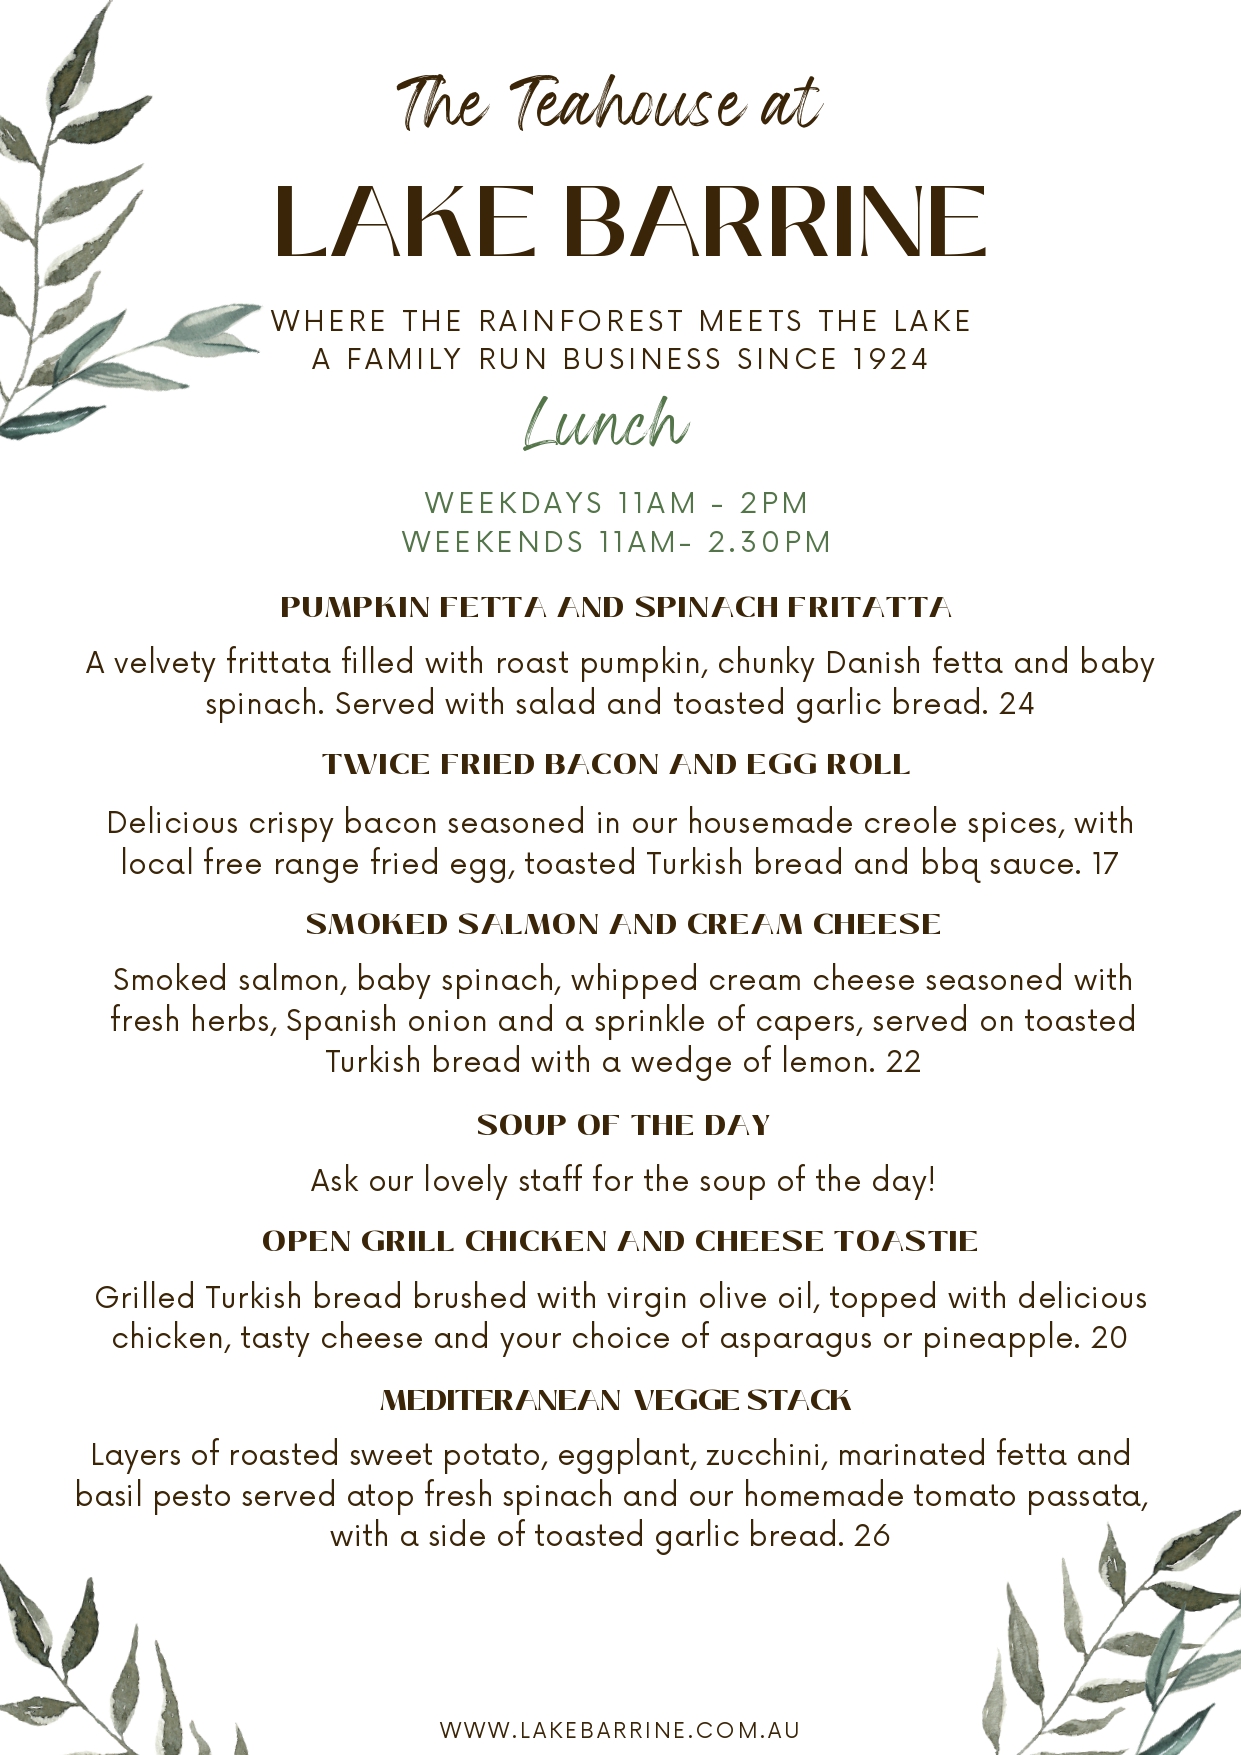 The Teahouse at
LAKE BARRINE
WHERE THE RAINFOREST MEETS THE LAKE
A FAMILY RUN BUSINESS SINCE 1924
Lunch
WEEKDAYS 11AM - 2PM
WEEKENDS 11AM- 2.30PM
PUMPKIN FETTA AND SPINACH FRITATTA
A velvety frittata filled with roast pumpkin, chunky Danish fetta and baby
spinach. Served with salad and toasted garlic bread. 24
TWICE FRIED BACON AND EGG ROLL
Delicious crispy bacon seasoned in our housemade creole spices, with
local free range fried egg, toasted Turkish bread and bbq sauce. 17
SMOKED SALMON AND CREAM CHEESE
Smoked salmon, baby spinach, whipped cream cheese seasoned with
fresh herbs, Spanish onion and a sprinkle of capers, served on toasted
Turkish bread with a wedge of lemon. 22
SOUP OF THE DAY
Ask our lovely staff for the soup of the day!
OPEN GRILL CHICKEN AND CHEESE TOASTIE
Grilled Turkish bread brushed with virgin olive oil, topped with delicious
chicken, tasty cheese and your choice of asparagus or pineapple. 20
MEDITERANEAN VEGGE STACK
Layers of roasted sweet potato, eggplant, zucchini, marinated fetta and
basil pesto served atop fresh spinach and our homemade tomato passata,
with a side of toasted garlic bread. 26
WWW.LAKEBARRINE.COM.AU